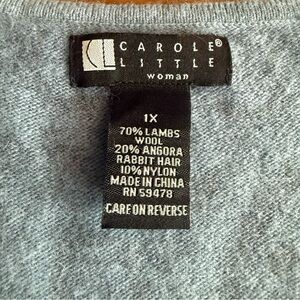 CAROLE®
LITTLE
woman
1X
70% LAMBS
WOOL
20% ANGORA
RABBIT HAIR
10% NYLON
MADE IN CHINA
RN 59478
CARE ON REVERSE